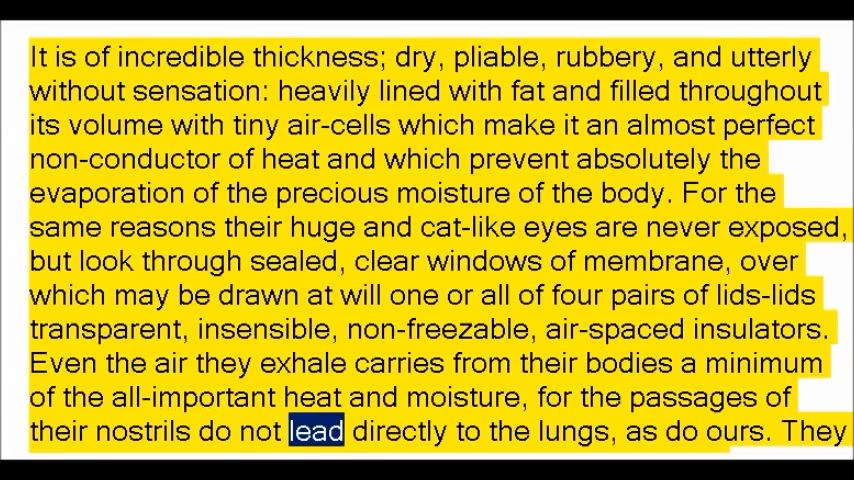 It is of incredible thickness; dry, pliable, rubbery, and utterly
without sensation: heavily lined with fat and filled throughout
its volume with tiny air-cells which make it an almost perfect
non-conductor of heat and which prevent absolutely the
evaporation of the precious moisture of the body. For the
same reasons their huge and cat-like eyes are never exposed,
but look through sealed, clear windows of membrane, over
which may be drawn at will one or all of four pairs of lids-lids
transparent, insensible, non-freezable, air-spaced insulators.
Even the air they exhale carries from their bodies a minimum
of the all-important heat and moisture, for the passages of
their nostrils do not lead directly to the lungs, as do ours. They